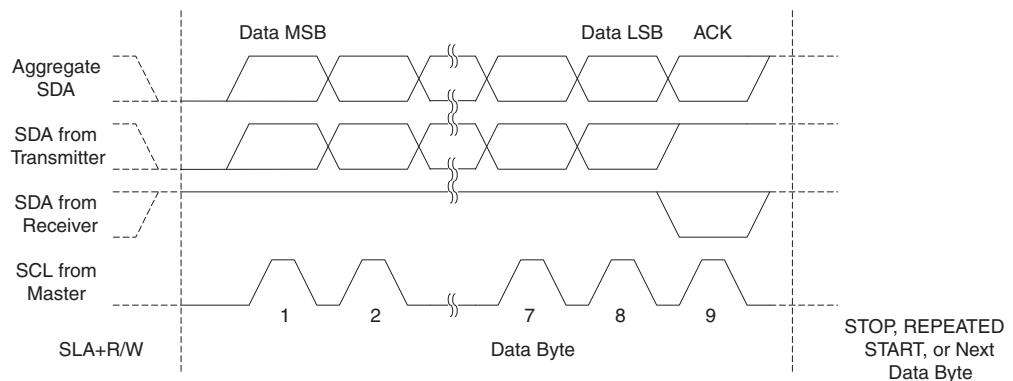 Data MSB
Data LSB
ACK
Aggregate
SDA
SDA from
Transmitter
SDA from
Receiver
SCL from
Master
1
2
7
8
9
SLA+R/W
Data Byte
STOP, REPEATED
START, or Next
Data Byte